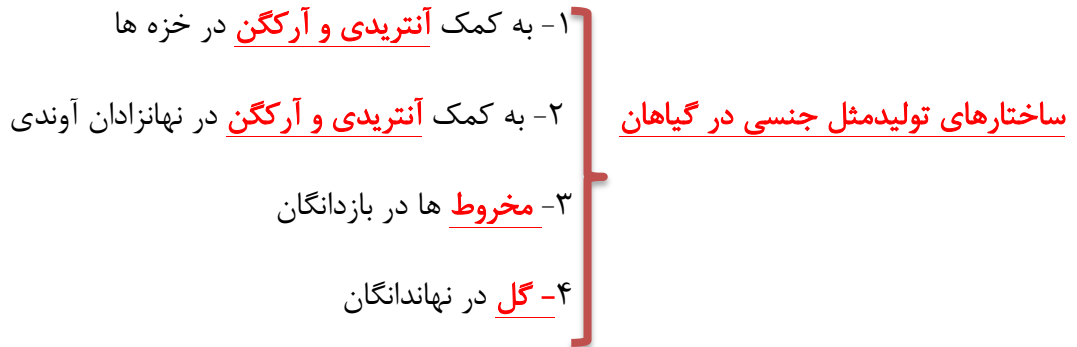 ساختارهای تولیدمثل جنسی در گیاهان
۱- به کمک آنتریدی و آرکگن در خزه ها
۲- به کمک آنتریدی و آرکگن در نهانزادان آوندی
۳- مخروط ها در بازدانگان
۴- گل در نهاندانگان